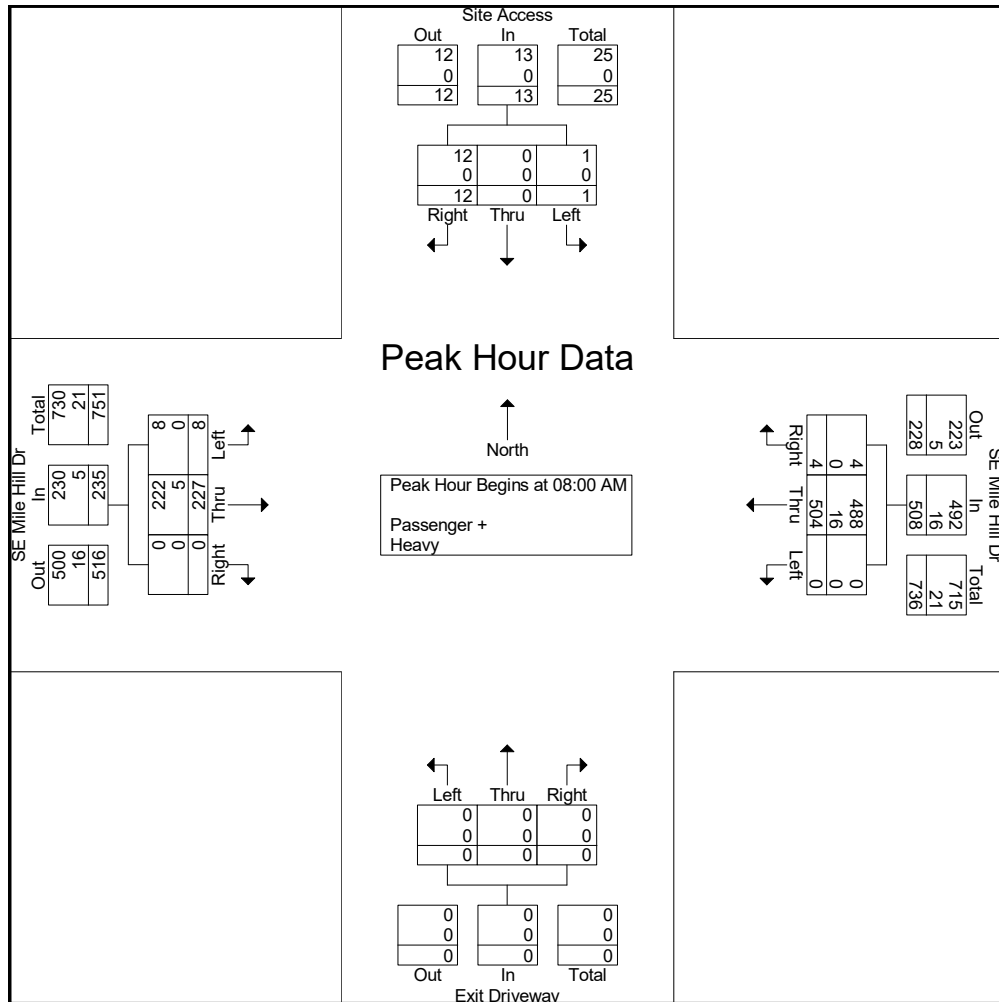 Site Access
Out In Total
12 13 25
0 0 0
12 13 25
12 0 1
0 0 0
12 0 1
Right Thru Left
Peak Hour Data
North
Peak Hour Begins at 08:00 AM
Passenger +
Heavy
SE Mile Hill Dr
Out In Total
500 230 730
16 5 21
516 235 751
8 222 0
0 5 0
8 227 0
Left Thru Right
SE Mile Hill Dr
Out In Total
223 492 715
5 16 21
228 508 736
4 488 0
0 16 0
4 504 0
Right Thru Left
Left Thru Right
0 0 0
0 0 0
0 0 0
0 0 0
0 0 0
0 0 0
Out In Total
Exit Driveway